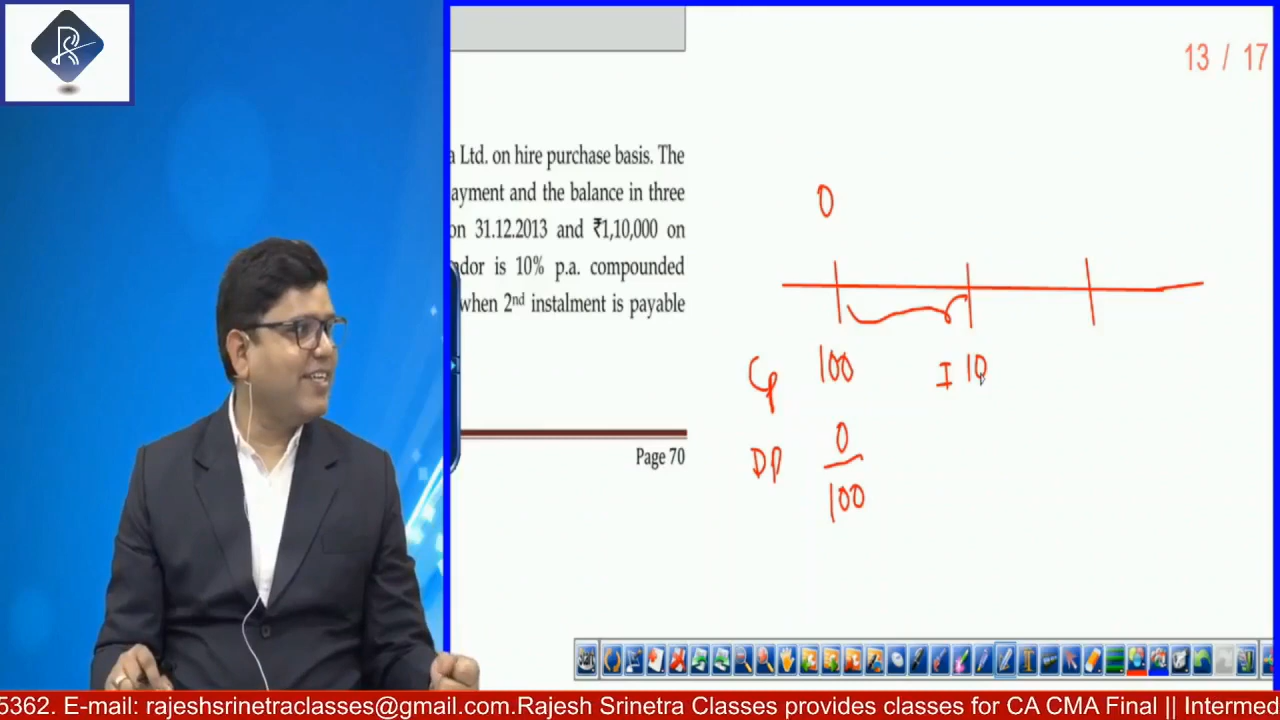 13 / 17
a Ltd. on hire purchase basis. The
ayment and the balance in three
on 31.12.2013 and ₹1,10,000 on
ndor is 10% p.a. compounded
when 2nd instalment is payable
Page 70
0
CP 100 I 10
DP 0
100
5362. E-mail: rajeshsrinetraclasses@gmail.com.Rajesh Srinetra Classes provides classes for CA CMA Final || Intermed